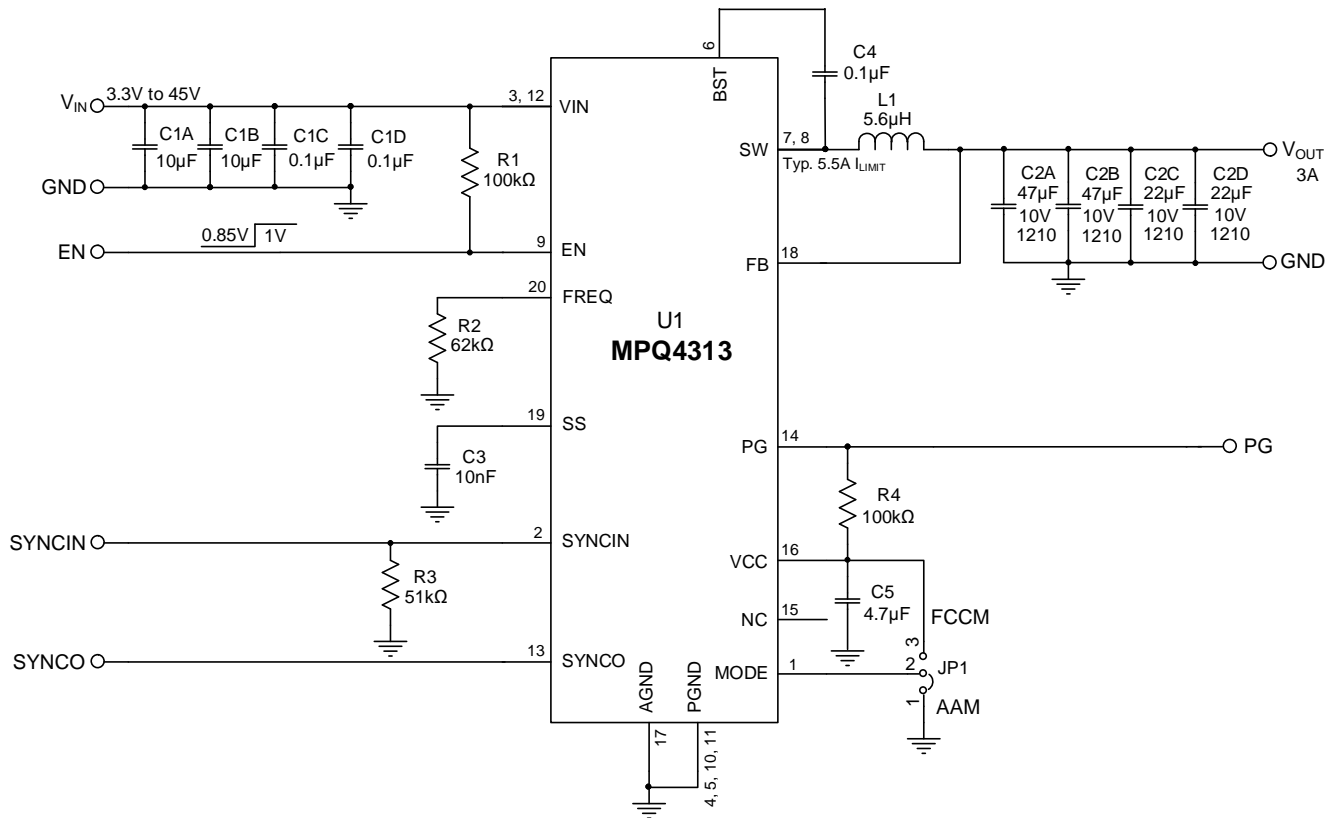 6
BST
C4
0.1µF
VIN
3.3V to 45V
3, 12
VIN
C1A
10µF
C1B
10µF
C1C
0.1µF
C1D
0.1µF
R1
100kΩ
GND
L1
5.6µH
7, 8
SW
Typ. 5.5A ILIMIT
VOUT
3A
C2A
47µF
10V
1210
C2B
47µF
10V
1210
C2C
22µF
10V
1210
C2D
22µF
10V
1210
EN
0.85V
1V
9
EN
FB
18
GND
20
FREQ
R2
62kΩ
U1
MPQ4313
19
SS
C3
10nF
PG
14
PG
R4
100kΩ
SYNCIN
2
SYNCIN
R3
51kΩ
VCC
16
C5
4.7µF
NC
15
FCCM
SYNCO
13
SYNCO
MODE
1
3
2
1
JP1
AAM
AGND
PGND
17
4, 5, 10, 11